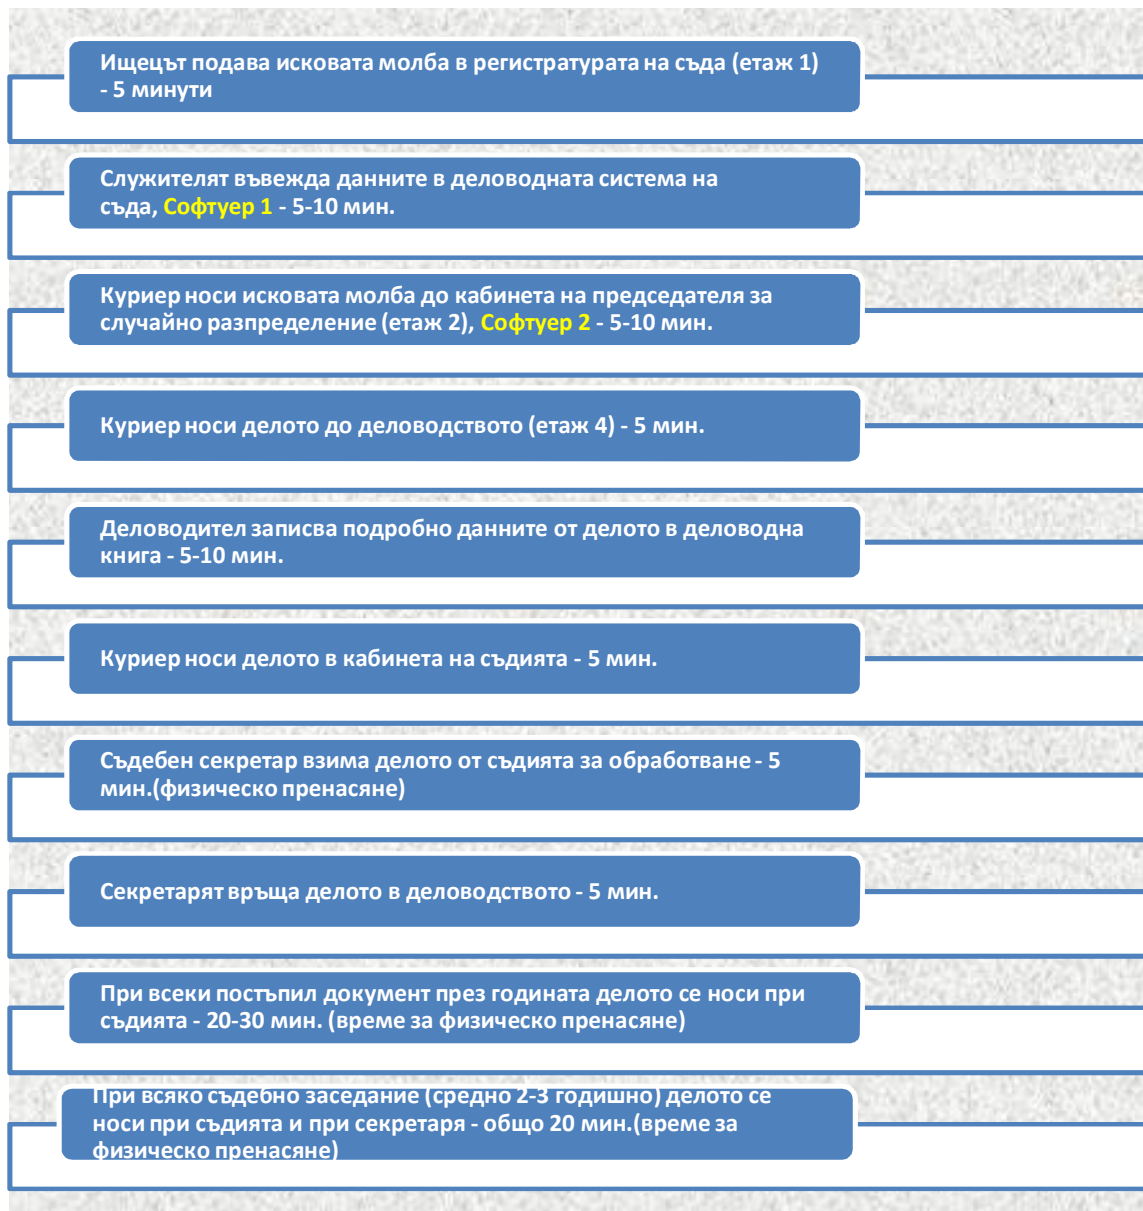 Ищецът подава исковата молба в регистратурата на съда (етаж 1)
- 5 минути
Служителят въвежда данните в деловодната система на
съда, Софтуер 1 - 5-10 мин.
Куриер носи исковата молба до кабинета на председателя за
случайно разпределение (етаж 2), Софтуер 2 - 5-10 мин.
Куриер носи делото до деловодството (етаж 4) - 5 мин.
Деловодител записва подробно данните от делото в деловодна
книга - 5-10 мин.
Куриер носи делото в кабинета на съдията - 5 мин.
Съдебен секретар взима делото от съдията за обработване - 5
мин.(физическо пренасяне)
Секретарят връща делото в деловодството - 5 мин.
При всеки постъпил документ през годината делото се носи при
съдията - 20-30 мин. (време за физическо пренасяне)
При всяко съдебно заседание (средно 2-3 годишно) делото се
носи при съдията и при секретаря - общо 20 мин.(време за
физическо пренасяне)